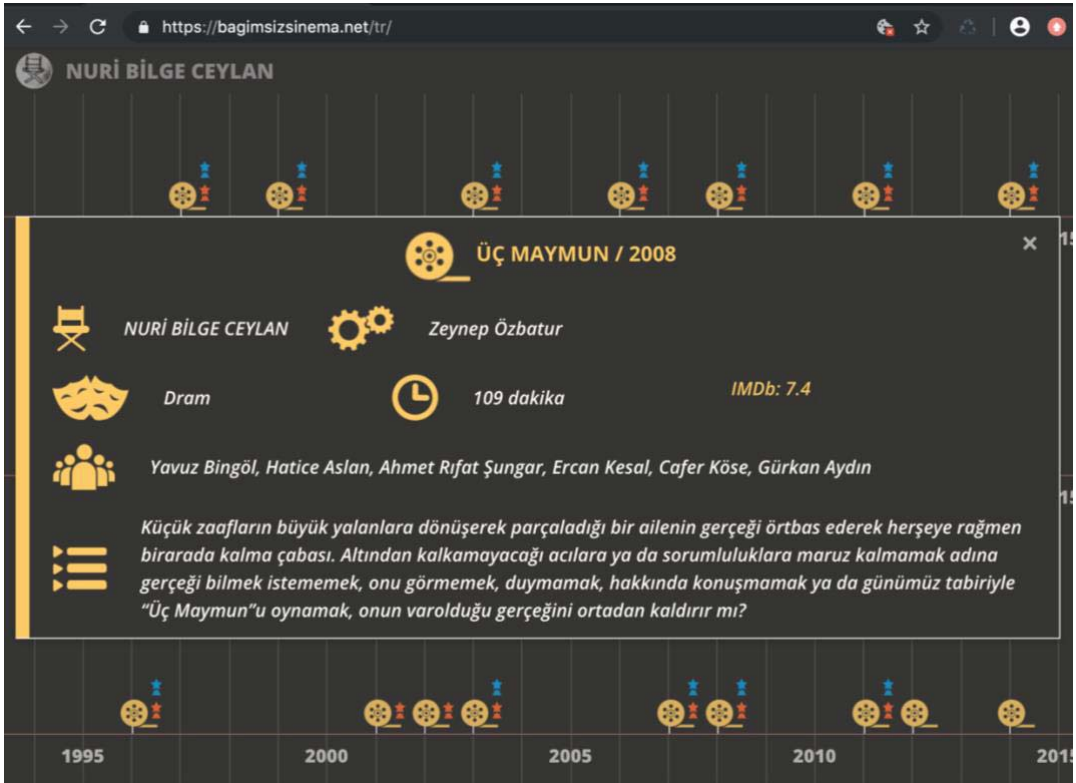 https://bagimsizsinema.net/tr/
NURİ BİLGE CEYLAN
ÜÇ MAYMUN / 2008
×
NURİ BİLGE CEYLAN
Zeynep Özbatur
Dram
109 dakika
IMDb: 7.4
Yavuz Bingöl, Hatice Aslan, Ahmet Rıfat Şungar, Ercan Kesal, Cafer Köse, Gürkan Aydın
Küçük zaafların büyük yalanlara dönüşerek parçaladığı bir ailenin gerçeği örtbas ederek herşeye rağmen
birarada kalma çabası. Altından kalkamayacağı acılara ya da sorumluluklara maruz kalmamak adına
gerçeği bilmek istememek, onu görmemek, duymamak, hakkında konuşmamak ya da günümüz tabiriyle
“Üç Maymun”u oynamak, onun varolduğu gerçeğini ortadan kaldırır mı?
1995 2000 2005 2010 2015